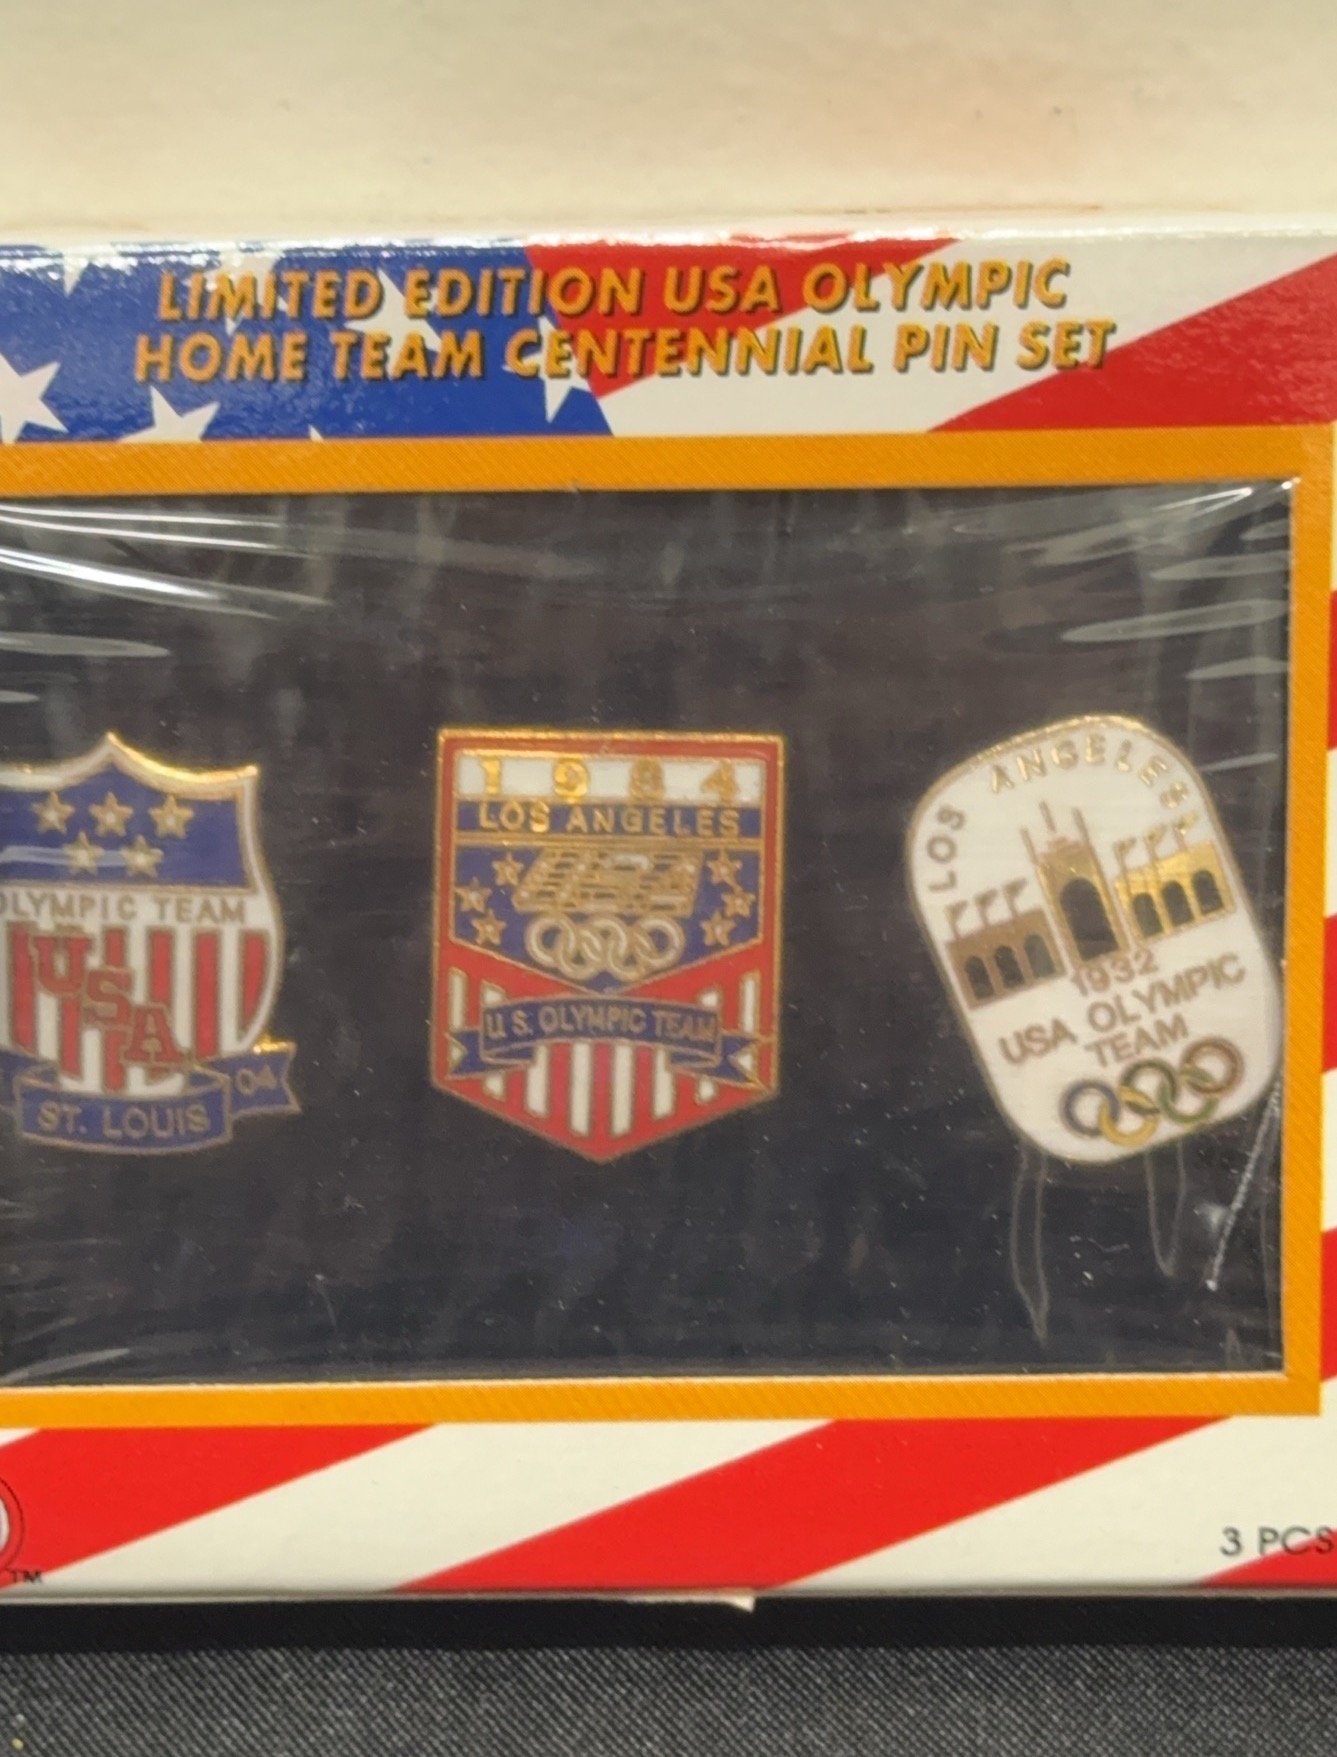 LIMITED EDITION USA OLYMPIC
HOME TEAM CENTENNIAL PIN SET
OLYMPIC TEAM
USA
04
ST. LOUIS
1984
LOS ANGELES
U.S. OLYMPIC TEAM
LOS ANGELES
1932
USA OLYMPIC
TEAM
3 PCS
TM